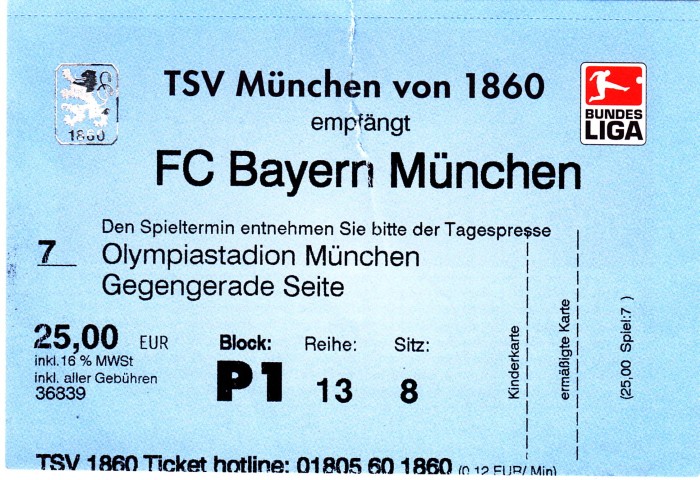 1860
TSV München von 1860
empfängt
FC Bayern München
BUNDES
LIGA
Den Spieltermin entnehmen Sie bitte der Tagespresse
7 Olympiastadion München
Gegengerade Seite
25,00 EUR
inkl.16 % MWSt
inkl. aller Gebühren
36839
Block: Reihe: Sitz:
P1 13 8
Kinderkarte
ermäßigte Karte
(25,00 Spiel:7 )
TSV 1860 Ticket hotline: 01805 60 1860 (0,12 EUR/ Min)